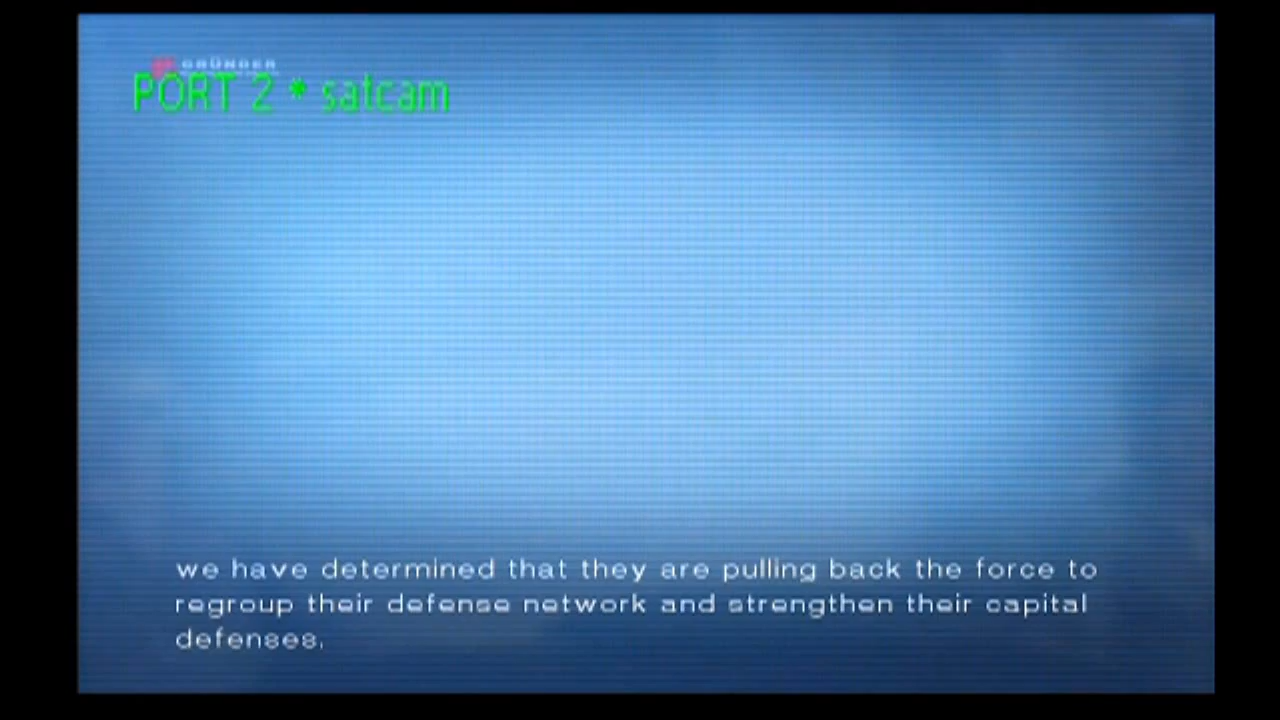 GRÜNDER
PORT 2 * satcam
we have determined that they are pulling back the force to
regroup their defense network and strengthen their capital
defenses.